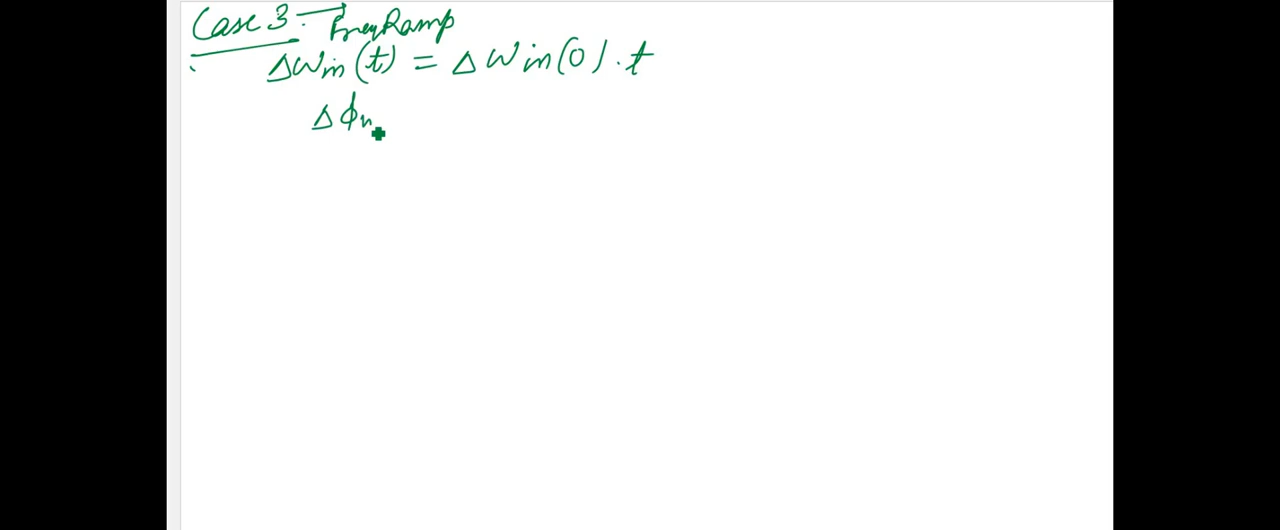 Case 3:→ Freq Ramp
Δωin(t) = Δωin(0).t
Δφn